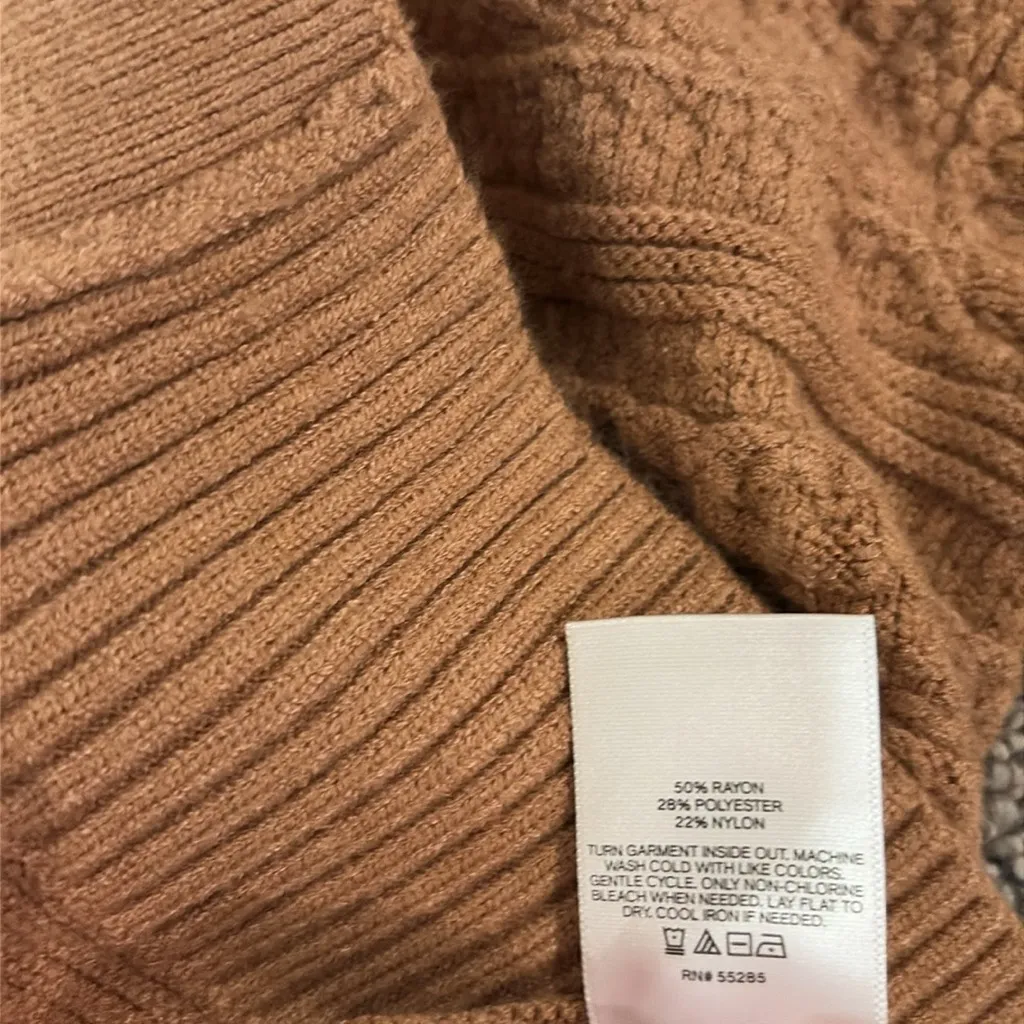 50% RAYON
28% POLYESTER
22% NYLON
TURN GARMENT INSIDE OUT. MACHINE
WASH COLD WITH LIKE COLORS.
GENTLE CYCLE. ONLY NON-CHLORINE
BLEACH WHEN NEEDED. LAY FLAT TO
DRY. COOL IRON IF NEEDED.
RN# 55285